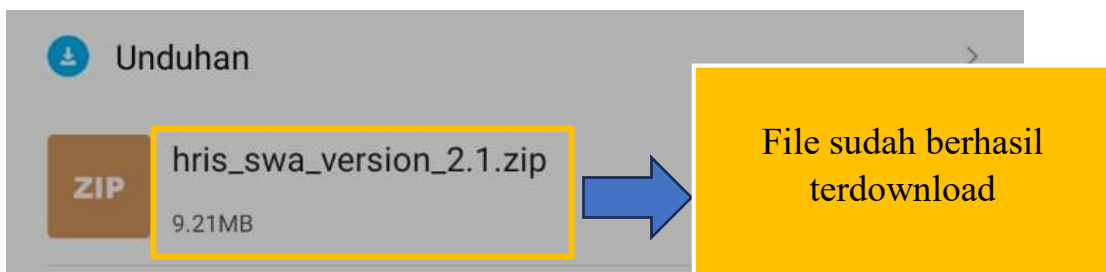 Unduhan
ZIP
hris_swa_version_2.1.zip
9.21MB
File sudah berhasil
terdownload